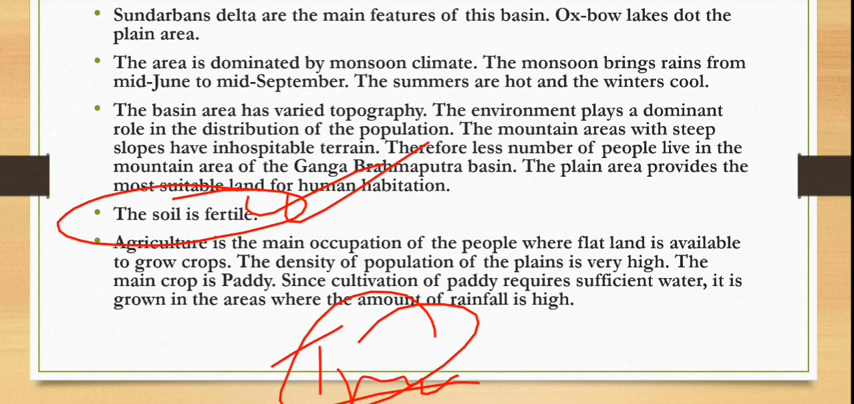 Sundarbans delta are the main features of this basin. Ox-bow lakes dot the
plain area.
The area is dominated by monsoon climate. The monsoon brings rains from
mid-June to mid-September. The summers are hot and the winters cool.
The basin area has varied topography. The environment plays a dominant
role in the distribution of the population. The mountain areas with steep
slopes have inhospitable terrain. Therefore less number of people live in the
mountain area of the Ganga Brahmaputra basin. The plain area provides the
most suitable land for human habitation.
The soil is fertile.
Agriculture is the main occupation of the people where flat land is available
to grow crops. The density of population of the plains is very high. The
main crop is Paddy. Since cultivation of paddy requires sufficient water, it is
grown in the areas where the amount of rainfall is high.